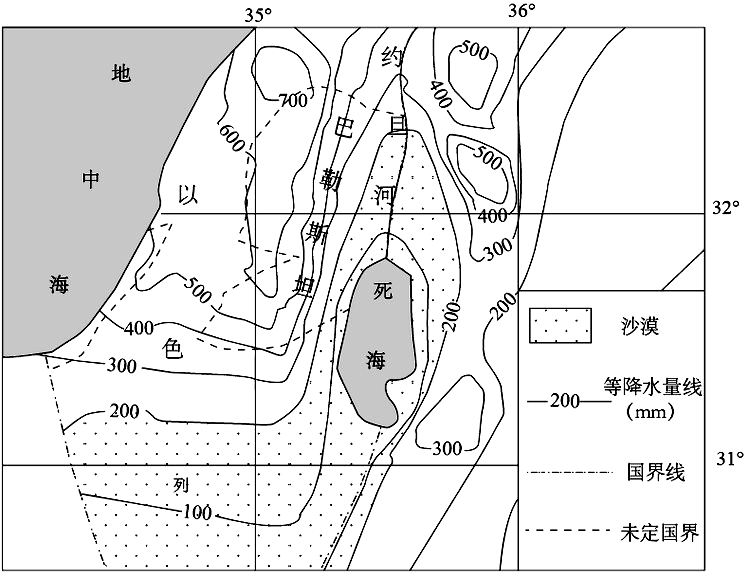 35°
36°
地
中
海
以
色
列
约
旦
河
巴
勒
斯
坦
死
海
700
600
500
400
300
200
100
500
400
500
400
300
200
200
300
32°
31°
沙漠
200
等降水量线
（mm）
国界线
未定国界